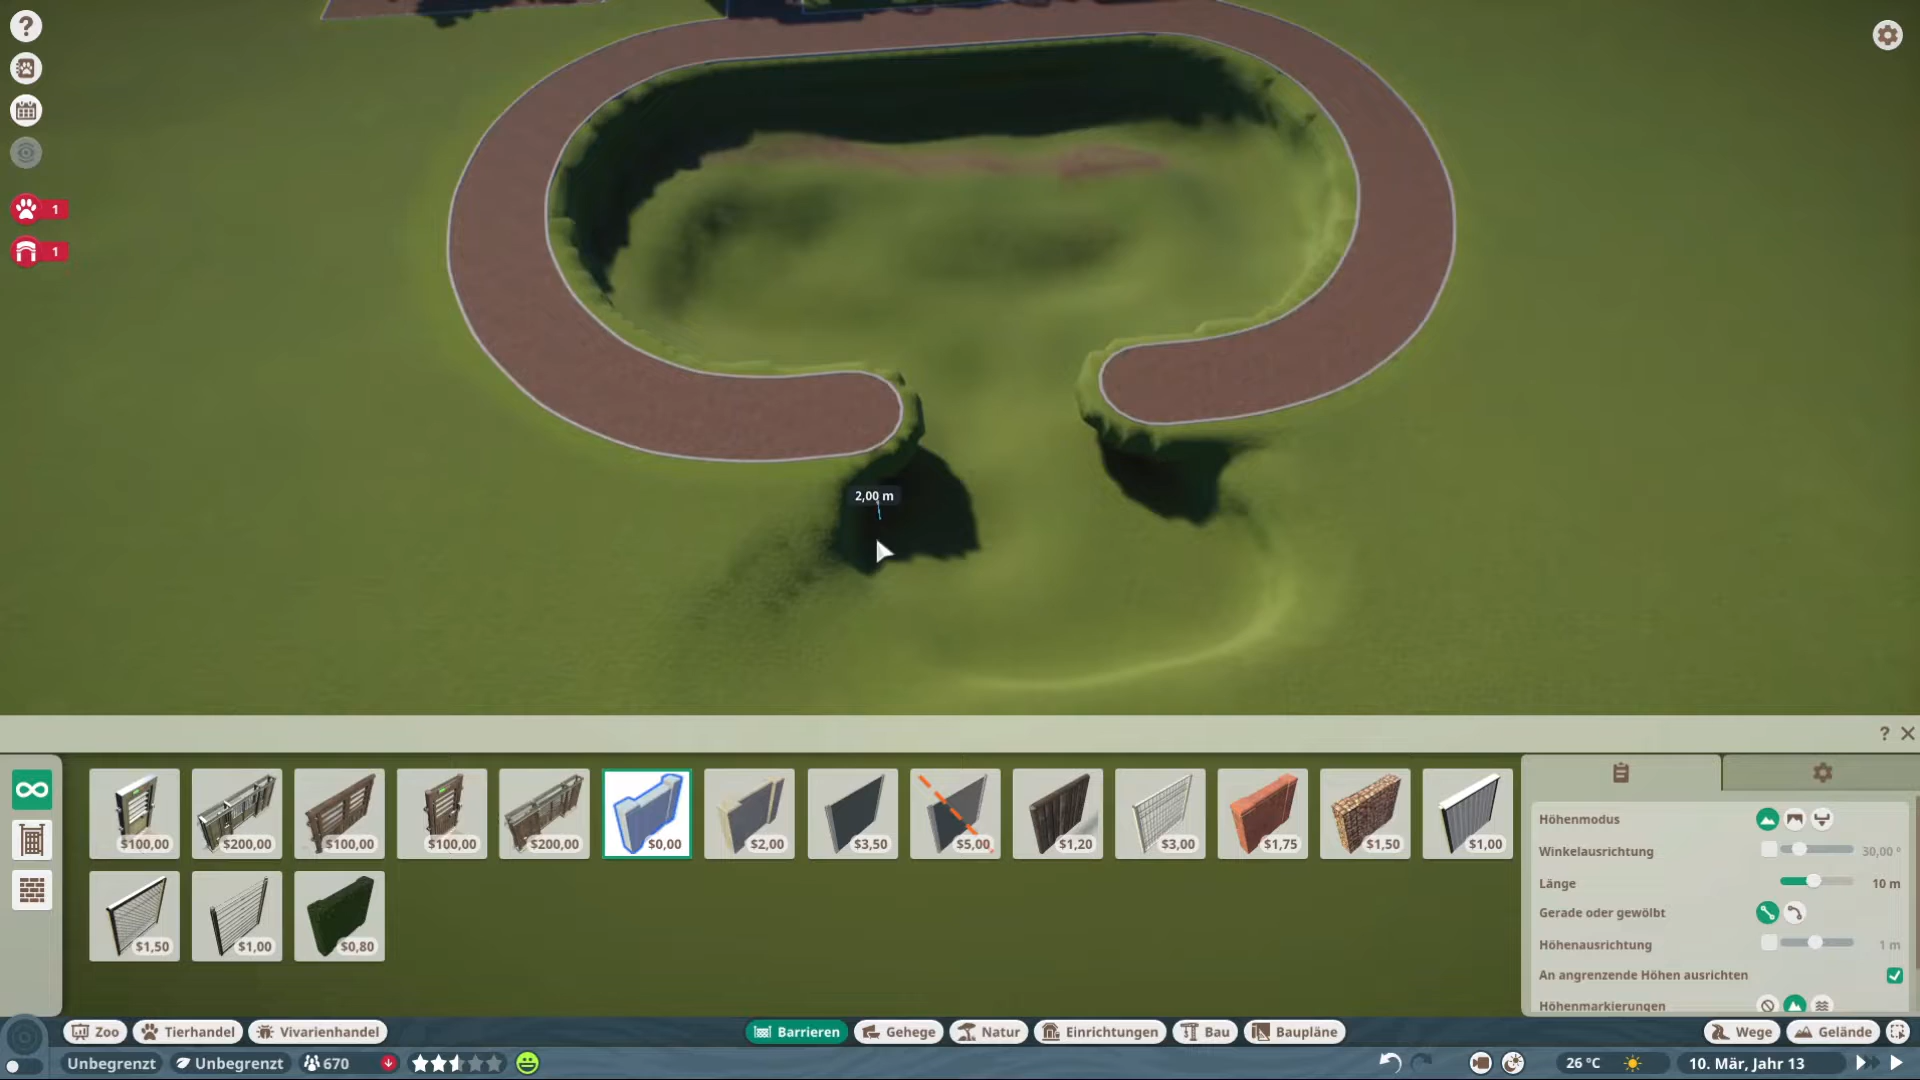 ?
1
1
2,00 m
? ×
$100,00 $200,00 $100,00 $100,00 $200,00 $0,00 $2,00 $3,50 $5,00 $1,20 $3,00 $1,75 $1,50 $1,00
$1,50 $1,00 $0,80
Höhenmodus
Winkelausrichtung 30,00 °
Länge 10 m
Gerade oder gewölbt
Höhenausrichtung 1 m
An angrenzende Höhen ausrichten
Höhenmarkierungen
Zoo Tierhandel Vivarienhandel Barrieren Gehege Natur Einrichtungen Bau Baupläne Wege Gelände
Unbegrenzt Unbegrenzt 670 26 °C 10. Mär, Jahr 13